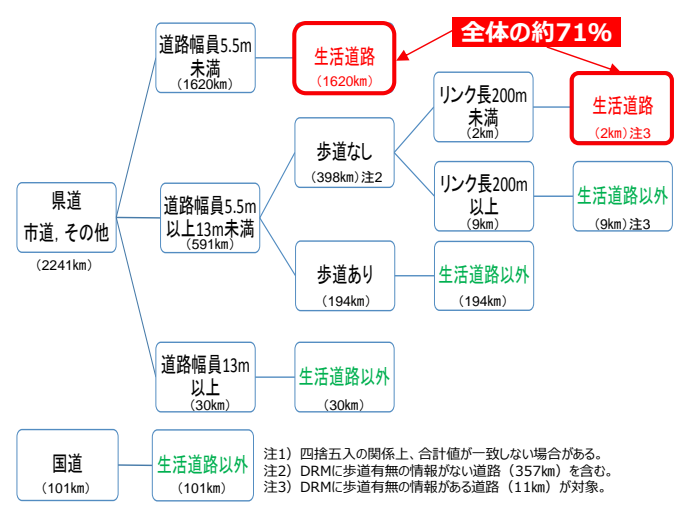 全体の約71%
道路幅員5.5m
未満
(1620㎞)
生活道路
(1620㎞)
リンク長200m
未満
(2㎞)
生活道路
(2㎞)注3
歩道なし
(398㎞)注2
リンク長200m
以上
(9㎞)
生活道路以外
(9㎞)注3
県道
市道，その他
(2241㎞)
道路幅員5.5m
以上13m未満
(591㎞)
歩道あり
(194㎞)
生活道路以外
(194㎞)
道路幅員13m
以上
(30㎞)
生活道路以外
(30㎞)
国道
(101㎞)
生活道路以外
(101㎞)
注1）四捨五入の関係上、合計値が一致しない場合がある。
注2）DRMに歩道有無の情報がない道路（357㎞）を含む。
注3）DRMに歩道有無の情報がある道路（11㎞）が対象。